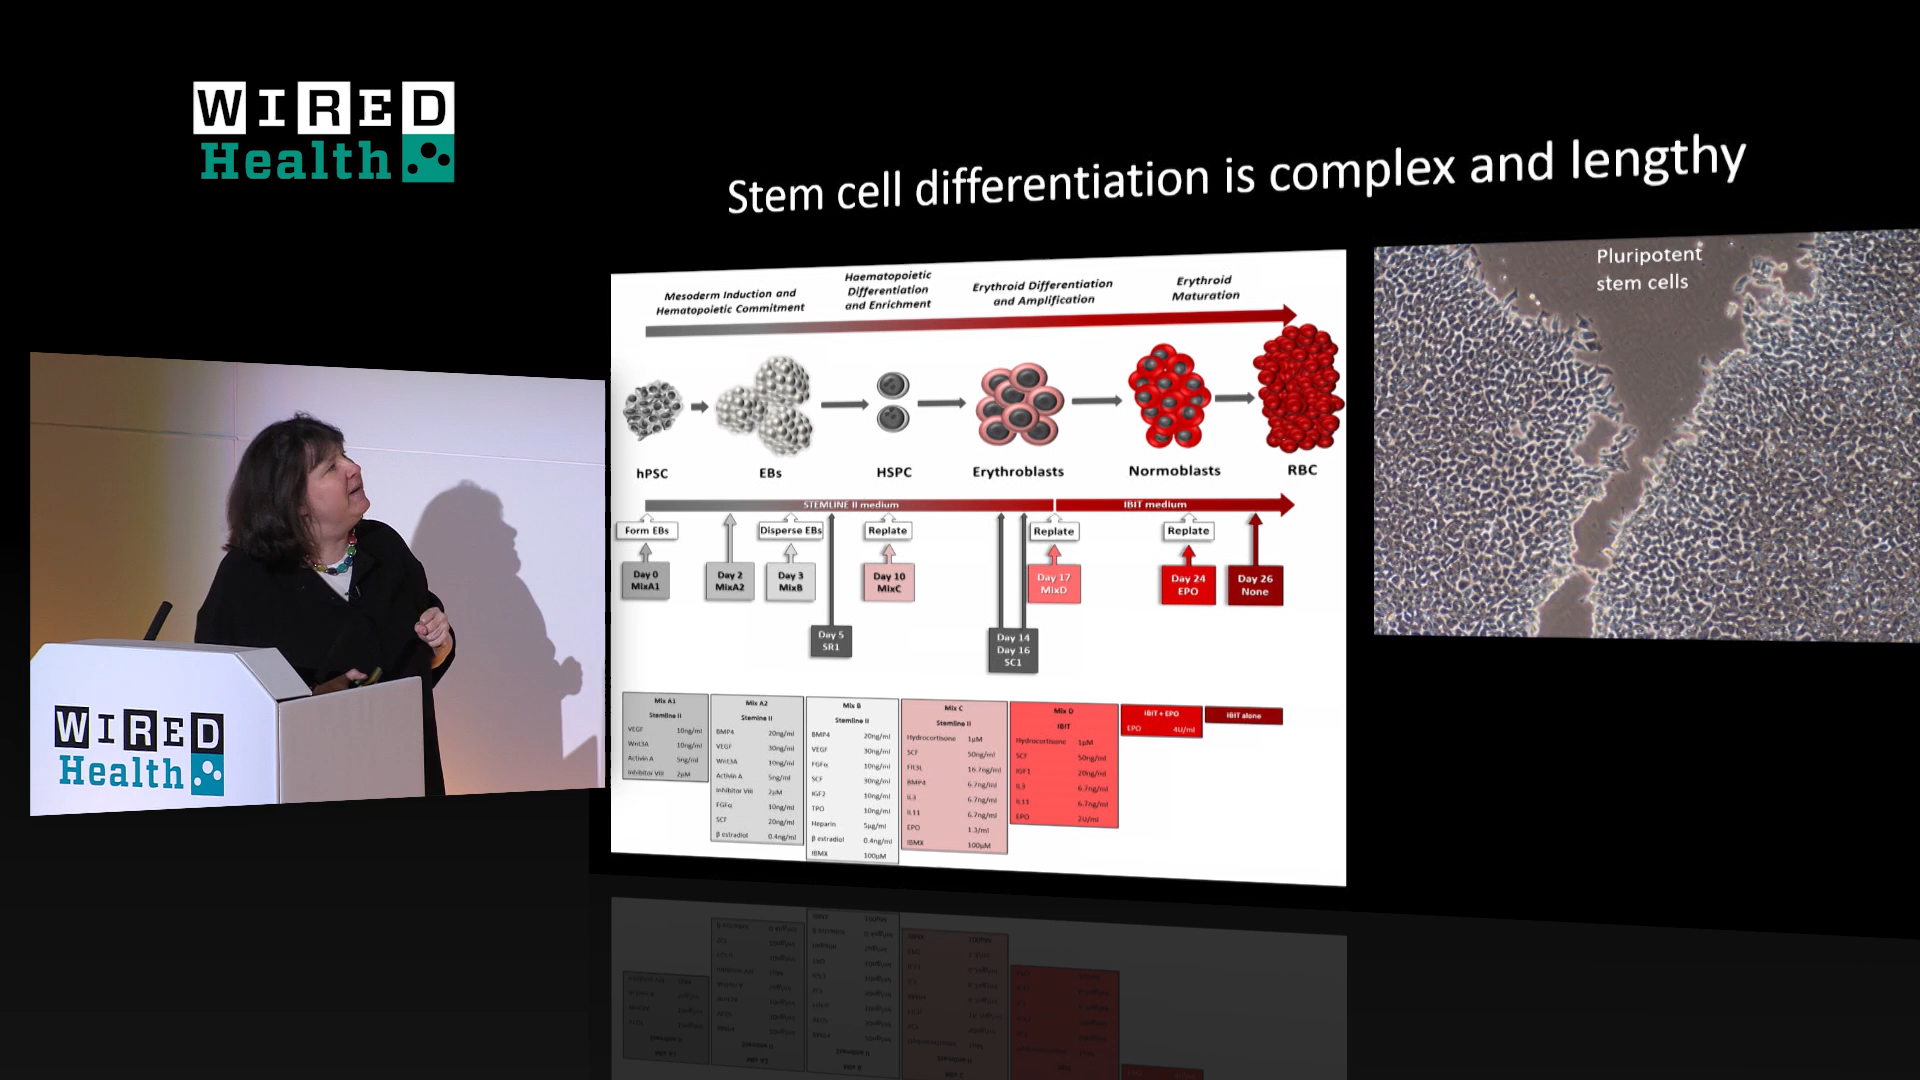 WIRED
Health
Stem cell differentiation is complex and lengthy
Mesoderm Induction and
Hematopoietic Commitment
Haematopoietic
Differentiation
and Enrichment
Erythroid Differentiation
and Amplification
Erythroid
Maturation
hPSC
EBs
HSPC
Erythroblasts
Normoblasts
RBC
STEMLINE II medium
IBIT medium
Form EBs
Disperse EBs
Replate
Replate
Replate
Day 0
MixA1
Day 2
MixA2
Day 3
MixB
Day 10
MixC
Day 17
MixD
Day 24
EPO
Day 26
None
Day 5
SR1
Day 14
Day 16
SC1
Mix A1
Stemline II
VEGF 10ng/ml
Wnt3A 10ng/ml
Activin A 5ng/ml
Inhibitor VIII 2µM
Mix A2
Stemine II
BMP4 20ng/ml
VEGF 30ng/ml
Wnt3A 10ng/ml
Activin A 5ng/ml
Inhibitor VIII 2µM
FGFα 10ng/ml
SCF 20ng/ml
β estradiol 0.4ng/ml
Mix B
Stemline II
BMP4 20ng/ml
VEGF 30ng/ml
FGFα 10ng/ml
SCF 30ng/ml
IGF2 10ng/ml
TPO 10ng/ml
Heparin 5µg/ml
β estradiol 0.4ng/ml
IBMX 100µM
Mix C
Stemline II
Hydrocortisone 1µM
SCF 50ng/ml
Flt3L 16.7ng/ml
BMP4 6.7ng/ml
IL3 6.7ng/ml
IL11 6.7ng/ml
EPO 1.3/ml
IBMX 100µM
Mix D
IBIT
Hydrocortisone 1µM
SCF 50ng/ml
IGF1 20ng/ml
IL3 6.7ng/ml
IL11 6.7ng/ml
EPO 2U/ml
IBIT + EPO
EPO 4U/ml
IBIT alone
Pluripotent
stem cells
WIRED
Health